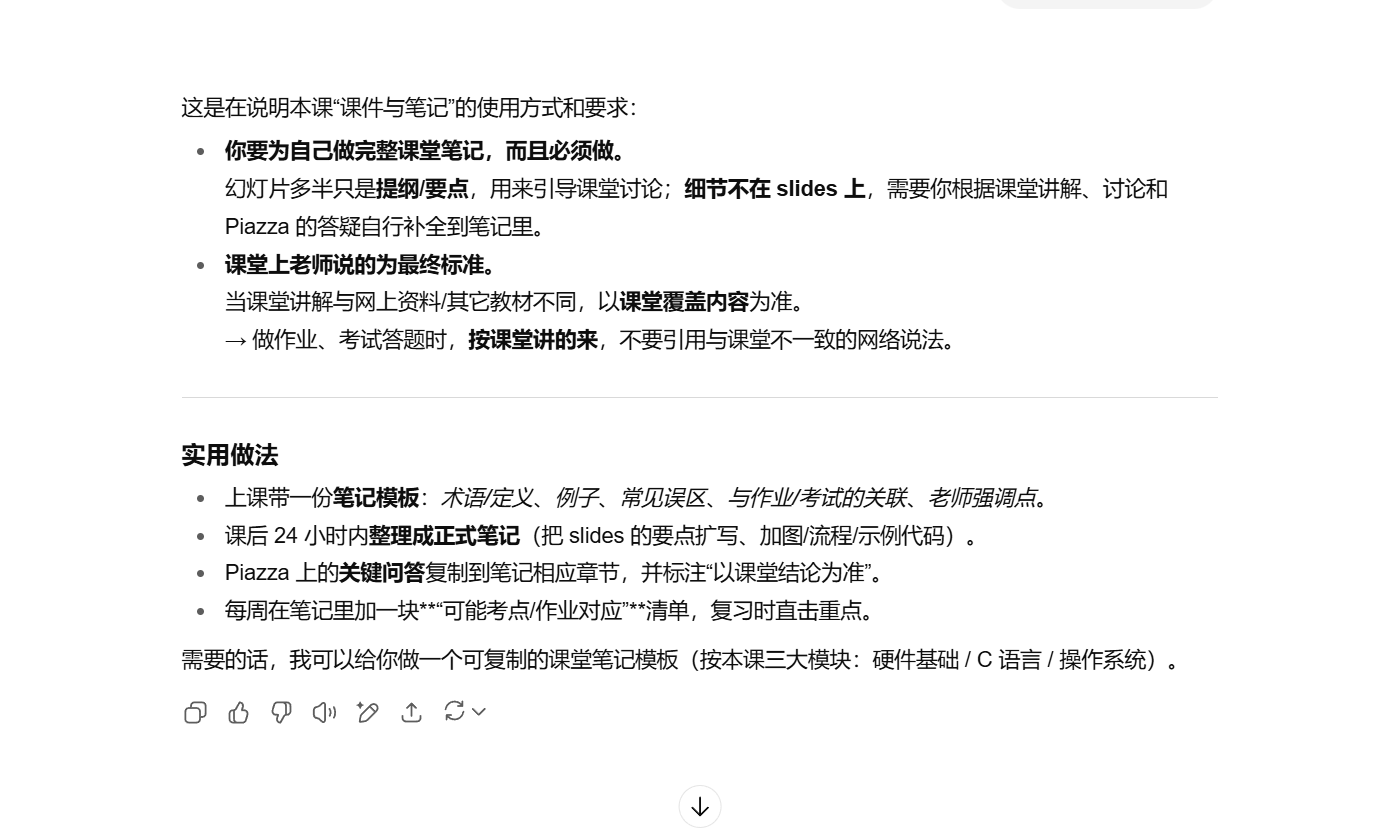 这是在说明本课“课件与笔记”的使用方式和要求：
你要为自己做完整课堂笔记，而且必须做。
幻灯片多半只是提纲/要点，用来引导课堂讨论；细节不在 slides 上，需要你根据课堂讲解、讨论和
Piazza 的答疑自行补全到笔记里。
课堂上老师说的为最终标准。
当课堂讲解与网上资料/其它教材不同，以课堂覆盖内容为准。
→ 做作业、考试答题时，按课堂讲的来，不要引用与课堂不一致的网络说法。
实用做法
上课带一份笔记模板：术语/定义、例子、常见误区、与作业/考试的关联、老师强调点。
课后 24 小时内整理成正式笔记（把 slides 的要点扩写、加图/流程/示例代码）。
Piazza 上的关键问答复制到笔记相应章节，并标注“以课堂结论为准”。
每周在笔记里加一块**“可能考点/作业对应”**清单，复习时直击重点。
需要的话，我可以给你做一个可复制的课堂笔记模板（按本课三大模块：硬件基础 / C 语言 / 操作系统）。